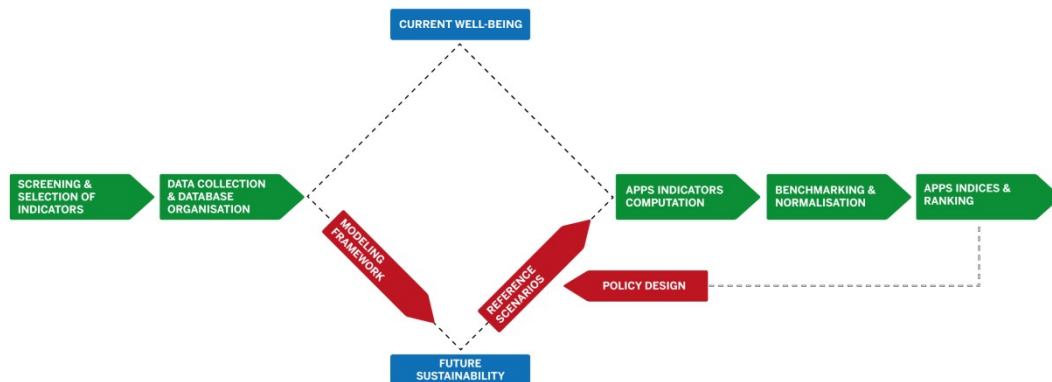 CURRENT WELL-BEING
SCREENING &
SELECTION OF
INDICATORS
DATA COLLECTION
& DATABASE
ORGANISATION
MODELING
FRAMEWORK
REFERENCE
SCENARIOS
APPS INDICATORS
COMPUTATION
BENCHMARKING &
NORMALISATION
APPS INDICES &
RANKING
POLICY DESIGN
FUTURE
SUSTAINABILITY